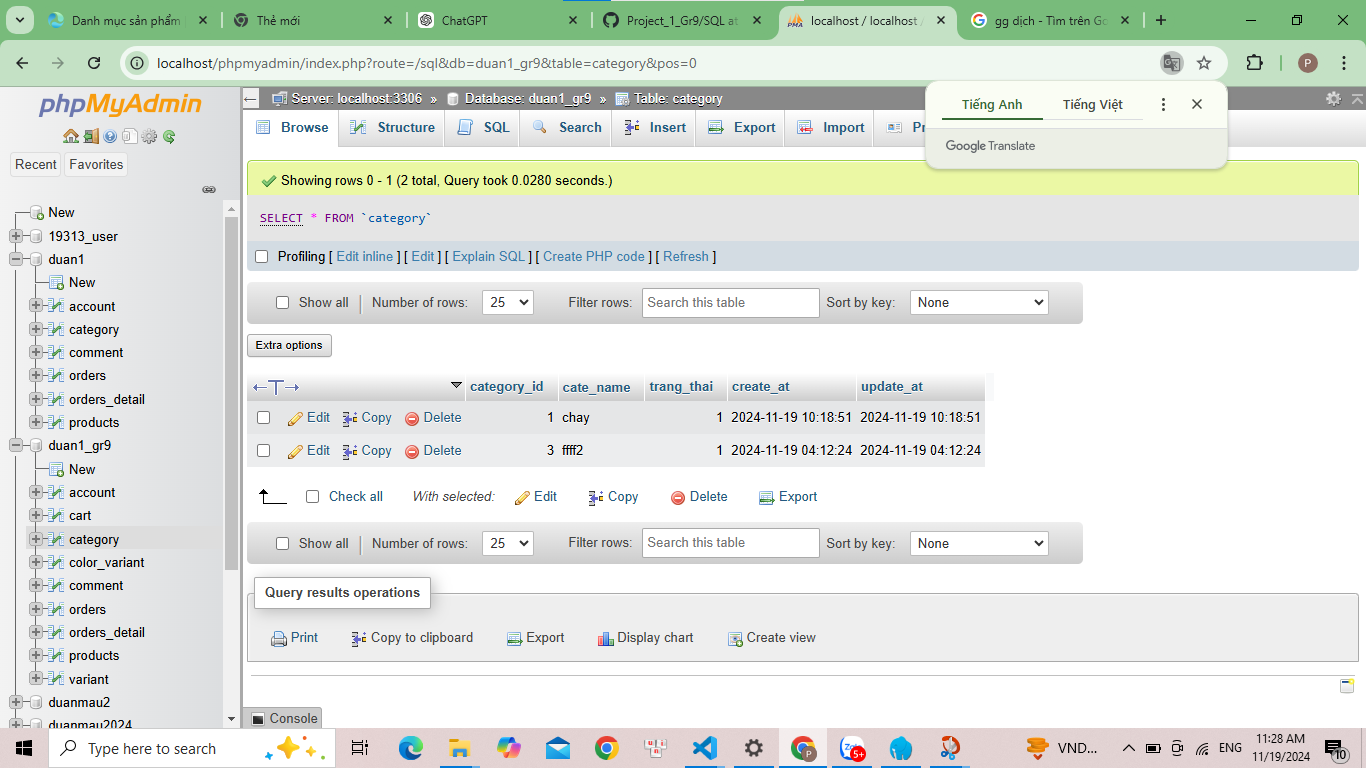 Danh mục sản phẩm
Thẻ mới
ChatGPT
Project_1_Gr9/SQL at
localhost / localhost /
gg dịch - Tìm trên Go
localhost/phpmyadmin/index.php?route=/sql&db=duan1_gr9&table=category&pos=0
P
Tiếng Anh
Tiếng Việt
Google Translate
phpMyAdmin
Recent
Favorites
New
19313_user
duan1
New
account
category
comment
orders
orders_detail
products
duan1_gr9
New
account
cart
category
color_variant
comment
orders
orders_detail
products
variant
duanmau2
duanmau2024
Server: localhost:3306 » Database: duan1_gr9 » Table: category
Browse
Structure
SQL
Search
Insert
Export
Import
Showing rows 0 - 1 (2 total, Query took 0.0280 seconds.)
SELECT * FROM `category`
Profiling [ Edit inline ] [ Edit ] [ Explain SQL ] [ Create PHP code ] [ Refresh ]
Show all Number of rows: 25 Filter rows: Search this table Sort by key: None
Extra options
category_id cate_name trang_thai create_at update_at
Edit Copy Delete 1 chay 1 2024-11-19 10:18:51 2024-11-19 10:18:51
Edit Copy Delete 3 ffff2 1 2024-11-19 04:12:24 2024-11-19 04:12:24
Check all With selected: Edit Copy Delete Export
Show all Number of rows: 25 Filter rows: Search this table Sort by key: None
Query results operations
Print Copy to clipboard Export Display chart Create view
Console
Type here to search
VND...
ENG
11:28 AM
11/19/2024
10